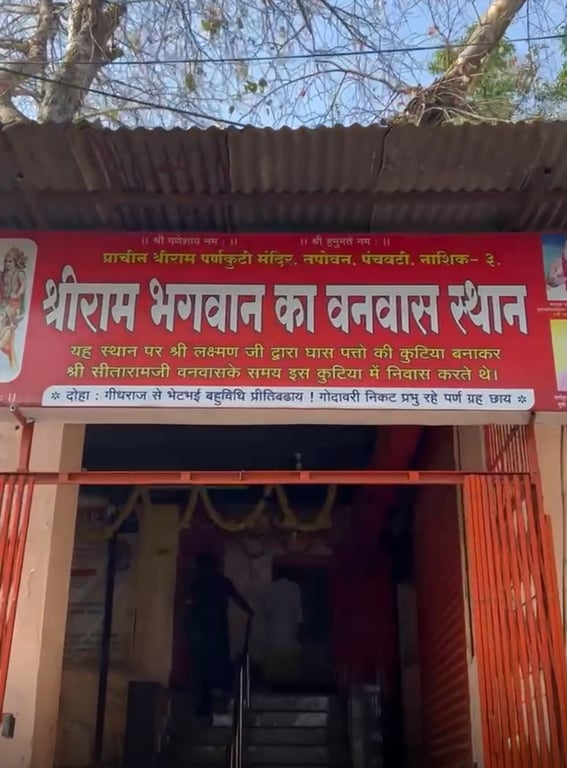 ।। श्री गणेशाय नम : ।। ।। श्री हनुमते नम : ।।
प्राचीन श्रीराम पर्णकुटी मंदिर, तपोवन, पंचवटी, नाशिक- ३.
श्रीराम भगवान का वनवास स्थान
यह स्थान पर श्री लक्ष्मण जी द्वारा घास पत्तो की कुटिया बनाकर
श्री सीतारामजी वनवासके समय इस कुटिया में निवास करते थे।
दोहा : गीधराज से भेटभई बहुविधि प्रीतिबढाय ! गोदावरी निकट प्रभु रहे पर्ण ग्रह छाय